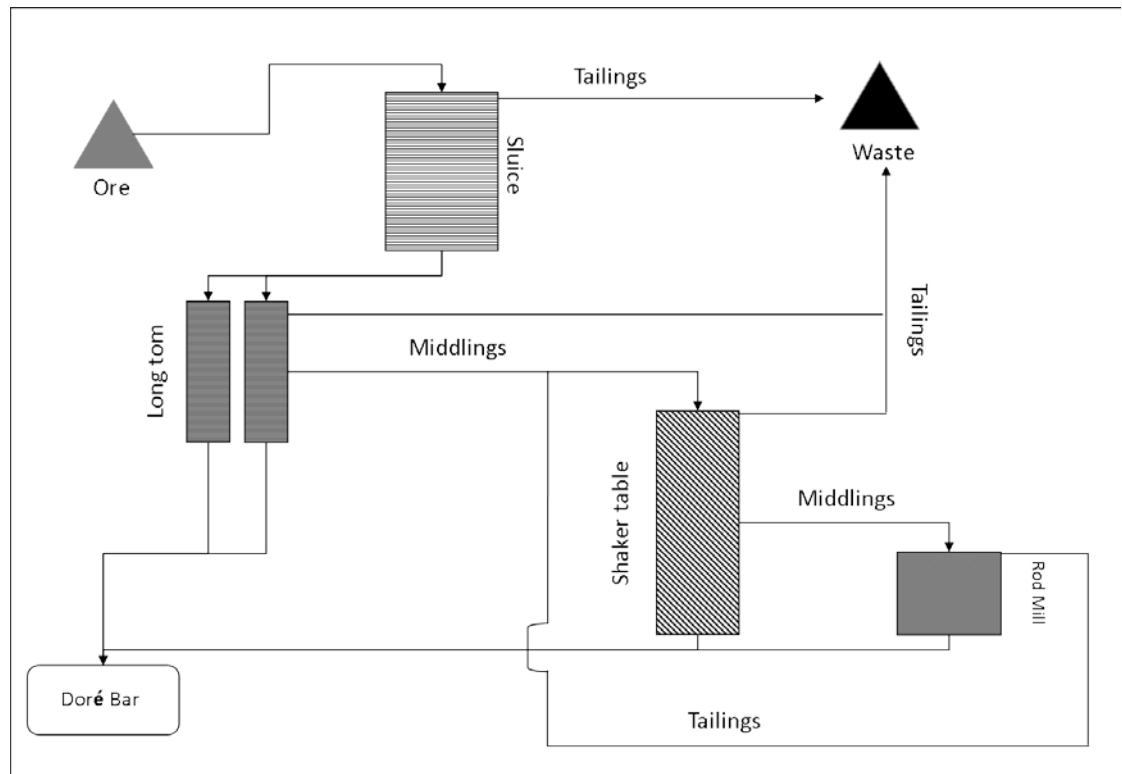 Tailings
Ore
Sluice
Waste
Long tom
Middlings
Tailings
Shaker table
Middlings
Rod Mill
Doré Bar
Tailings